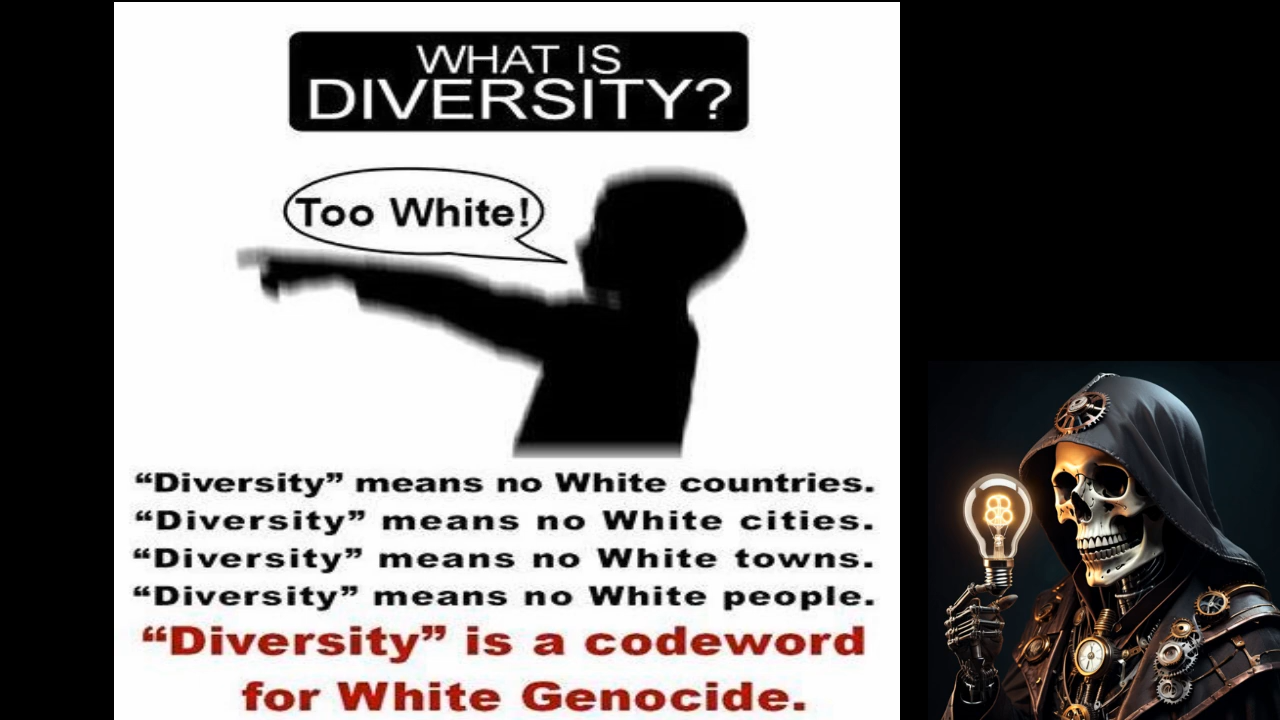 WHAT IS
DIVERSITY?
Too White!
“Diversity” means no White countries.
“Diversity” means no White cities.
“Diversity” means no White towns.
“Diversity” means no White people.
“Diversity” is a codeword
for White Genocide.